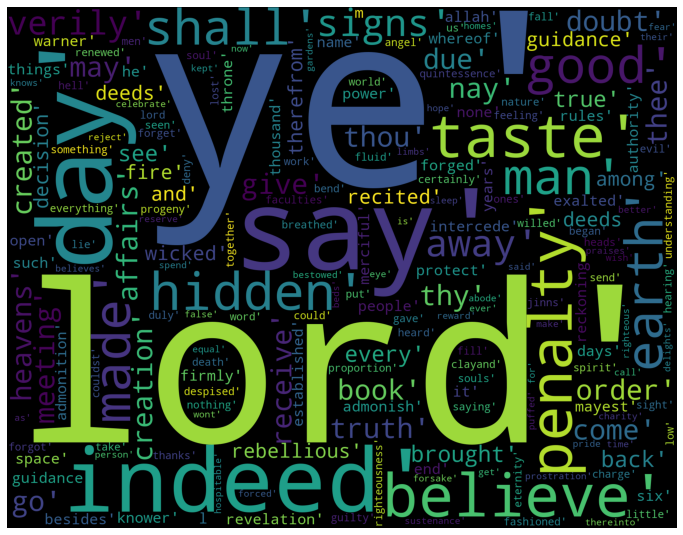 verily'
shall'
signs'
m
allah'
fall'
fear'
warner'
renewed'
men'
soul'
now'
angel'
us'
homes'
their'
doubt'
knows'
hell'
kept'
lost'
throne'
name'
whereof'
gardens'
guidance'
things'
may'
he'
due'
good'
deeds'
celebrate'
lord
seen'
therefrom'
power'
world'
quintessence'
nay'
true'
thee'
created'
decision'
day'
ye'
reject'
forget'
something'
thousand'
thou'
none'
hope'
nature'
feeling'
rules'
authority'
see'
fire'
work'
fluid'
limbs'
taste'
evil'
and'
deny'
give'
forged'
certainly'
man'
among'
everything'
progeny'
recited'
bend'
years'
sleep'
ones'
exalted'
better'
understanding'
reserve'
faculties'
is'
open'
lie'
affairs'
say'
away'
intercede'
willed'
began'
deeds
such'
believes'
wicked'
breathed'
merciful'
heads'
praises'
wish'
spend'
together'
bestowed'
eye'
protect'
said'
send'
hearing'
heavens'
meeting'
made'
hidden'
put'
thy'
people'
abode'
ever'
jinns'
reckoning'
earth'
duly'
false'
word'
could'
gave'
reward'
make'
righteous'
delights'
admonition'
couldst'
creation'
lord'
beds'
heard'
penalty'
equal'
death'
every'
fill'
clayand'
days'
spirit'
call'
receive'
firmly'
proportion'
book'
souls'
order'
as'
despised'
established'
it'
puffed'
for'
mayest'
sight'
nothing'
wont'
admonish'
saying'
charity'
forgot'
take'
thanks'
rebellious'
truth'
brought'
come'
pride'
time'
low'
space'
person'
hospitable'
righteousness'
end'
get'
eternity'
back'
guidance
indeed'
forsake'
prostration'
charge'
go'
believe'
six'
besides'
knower'
l
forced'
guilty'
sustenance'
fashioned'
little'
revelation'
thereinto'